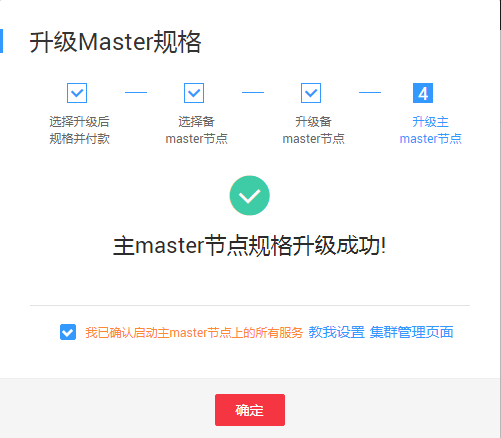 升级Master规格
4
选择升级后
规格并付款
选择备
master节点
升级备
master节点
升级主
master节点
主master节点规格升级成功!
我已确认启动主master节点上的所有服务 教我设置 集群管理页面
确定